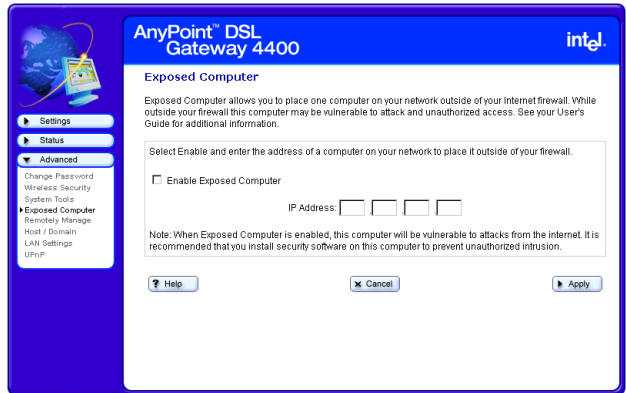 AnyPoint™ DSL
Gateway 4400
intel.
Settings
Status
Advanced
Change Password
Wireless Security
System Tools
Exposed Computer
Remotely Manage
Host / Domain
LAN Settings
UPnP
Exposed Computer
Exposed Computer allows you to place one computer on your network outside of your Internet firewall. While
outside your firewall this computer may be vulnerable to attack and unauthorized access. See your User's
Guide for additional information.
Select Enable and enter the address of a computer on your network to place it outside of your firewall.
Enable Exposed Computer
IP Address: . . .
Note: When Exposed Computer is enabled, this computer will be vulnerable to attacks from the internet. It is
recommended that you install security software on this computer to prevent unauthorized intrusion.
? Help
x Cancel
Apply